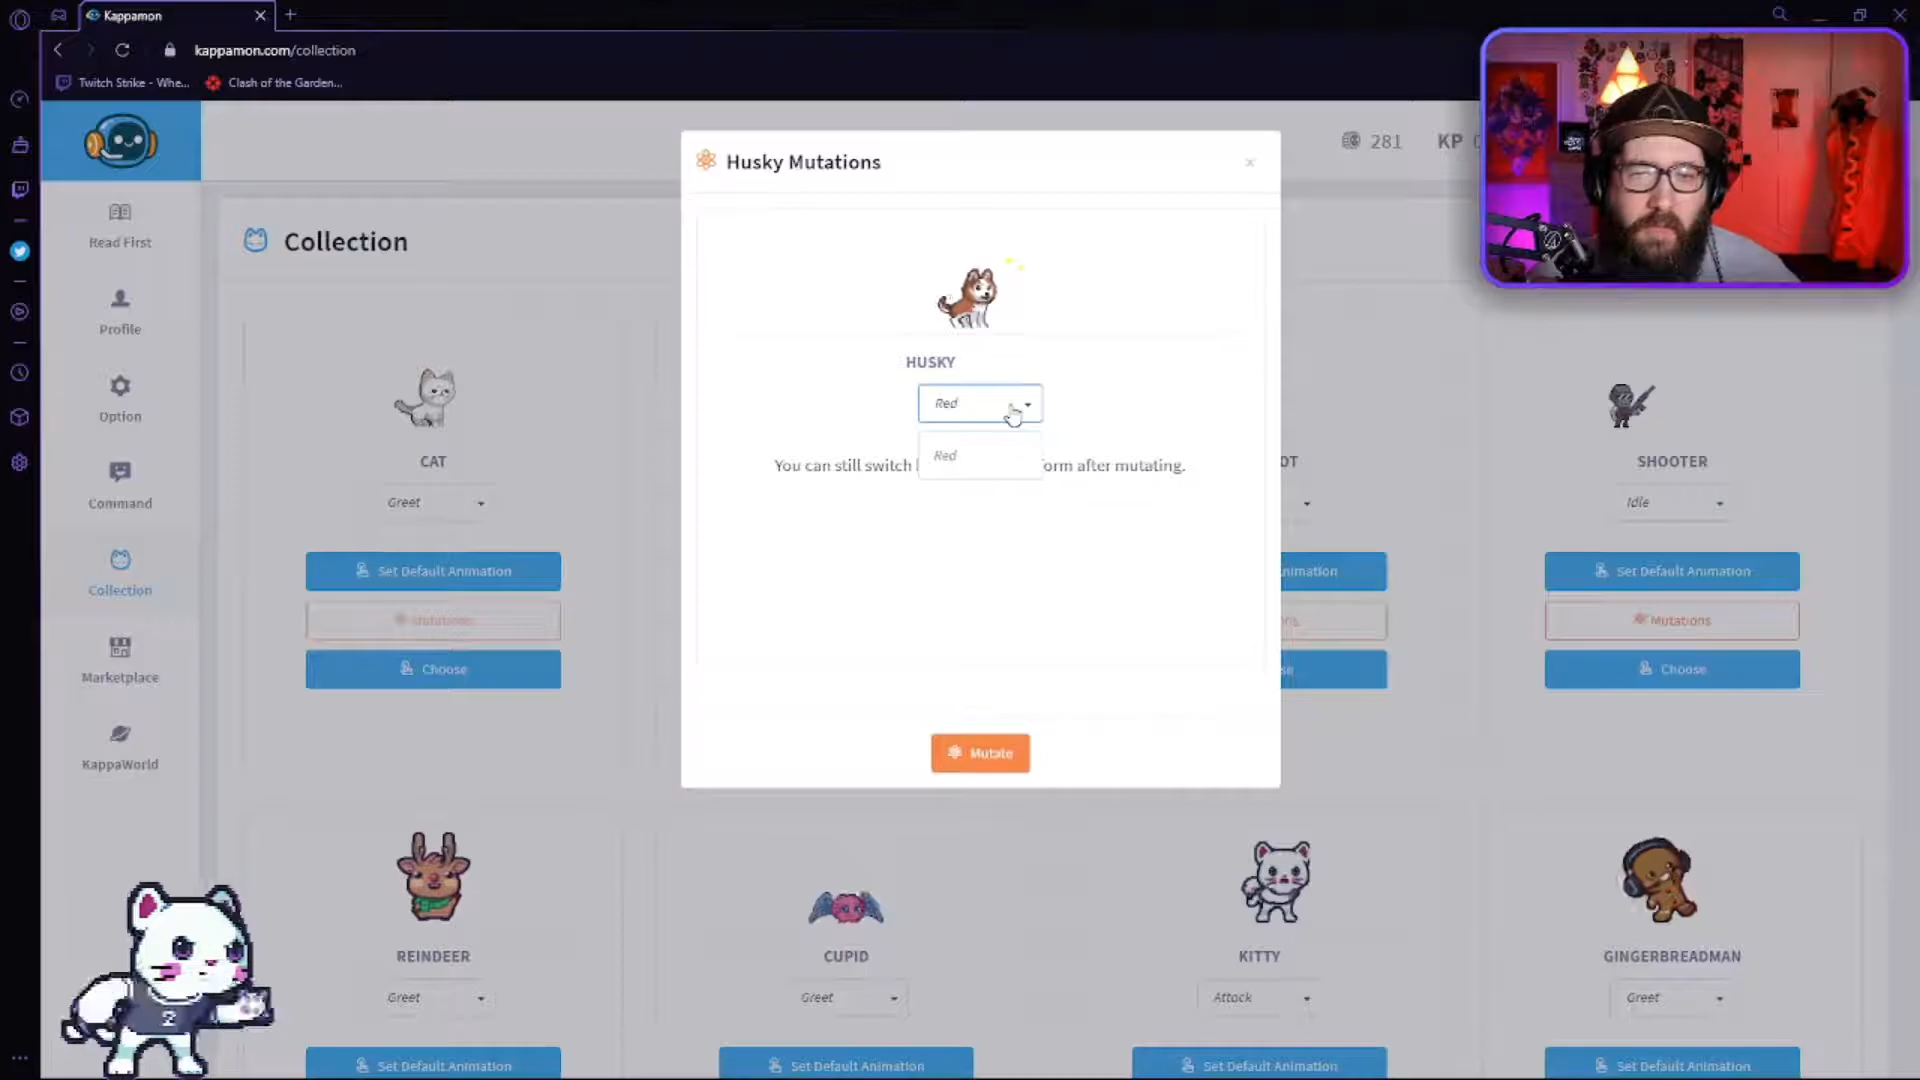 Kappamon
kappamon.com/collection
Twitch Strike - Whe...
Clash of the Garden...
281
KP
Read First
Profile
Option
Command
Collection
Marketplace
KappaWorld
Collection
Husky Mutations
HUSKY
Red
Red
You can still switch
orm after mutating.
Mutate
CAT
Greet
Set Default Animation
Mutations
Choose
OT
nimation
SHOOTER
Idle
Set Default Animation
Mutations
Choose
REINDEER
Greet
Set Default Animation
CUPID
Greet
Set Default Animation
KITTY
Attack
Set Default Animation
GINGERBREADMAN
Greet
Set Default Animation
2